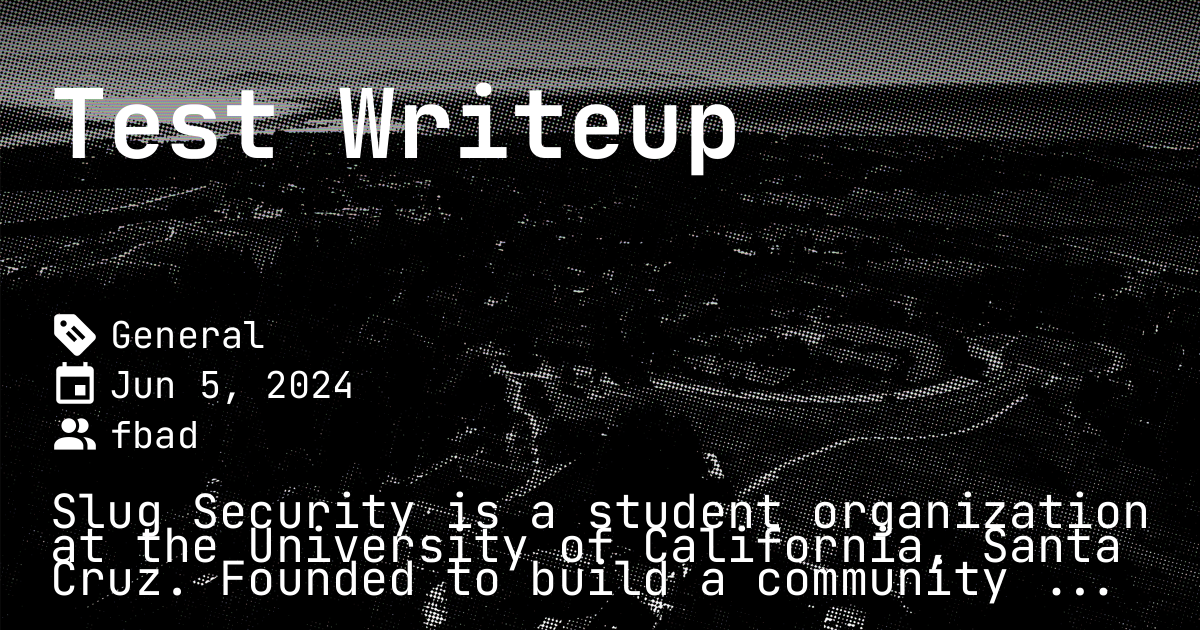 Test Writeup
General
Jun 5, 2024
fbad
Slug Security is a student organization
at the University of California, Santa
Cruz. Founded to build a community ...